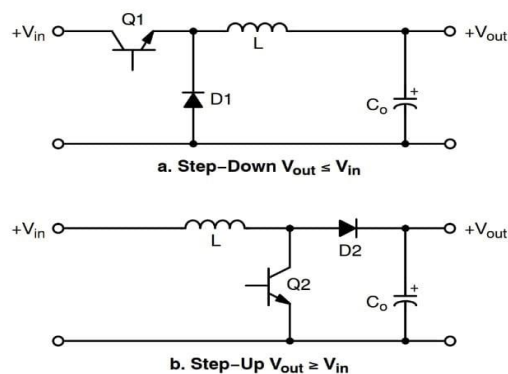 Q1
+Vin
L
+Vout
D1
Co
+
a. Step–Down Vout ≤ Vin
+Vin
L
D2
+Vout
Q2
Co
+
b. Step–Up Vout ≥ Vin